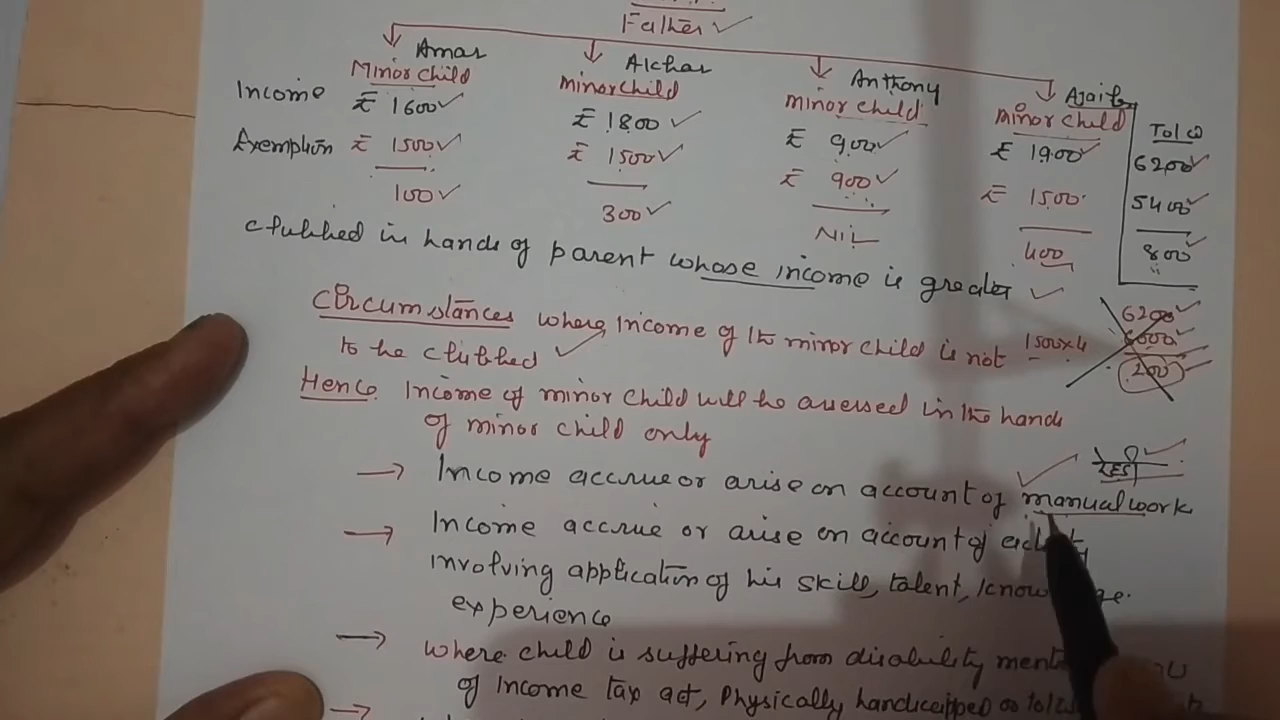 Father
Amar Akhar Anthony Ajaib
Minor child minor child minor child minor child Total
Income ₹ 1600 ₹ 1800 ₹ 900 ₹ 1900 6200
Exemption ₹ 1500 ₹ 1500 ₹ 900 ₹ 1500 5400
100 300 NiL 400 800
clubbed in hands of parent whose income is greater
6200
Circumstances where income of the minor child is not 1500x4 6000
to be clubbed 200
Hence Income of minor child will be assessed in the hands
of minor child only
→ Income accrue or arise on account of manual work
→ Income accrue or arise on account of
involving application of his skill, talent,
experience
→ where child is suffering from disability
of income tax act, Physically handicapped or
→